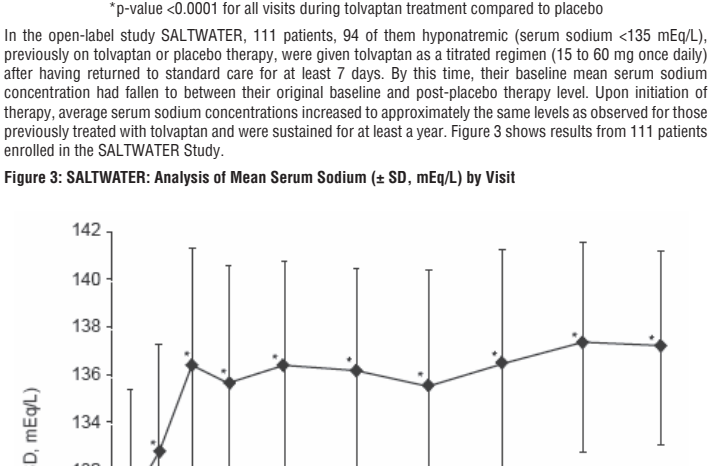 *p-value <0.0001 for all visits during tolvaptan treatment compared to placebo
In the open-label study SALTWATER, 111 patients, 94 of them hyponatremic (serum sodium <135 mEq/L),
previously on tolvaptan or placebo therapy, were given tolvaptan as a titrated regimen (15 to 60 mg once daily)
after having returned to standard care for at least 7 days. By this time, their baseline mean serum sodium
concentration had fallen to between their original baseline and post-placebo therapy level. Upon initiation of
therapy, average serum sodium concentrations increased to approximately the same levels as observed for those
previously treated with tolvaptan and were sustained for at least a year. Figure 3 shows results from 111 patients
enrolled in the SALTWATER Study.
Figure 3: SALTWATER: Analysis of Mean Serum Sodium (± SD, mEq/L) by Visit
142
140
138
136
134
D, mEq/L)
* * * * * * * * *